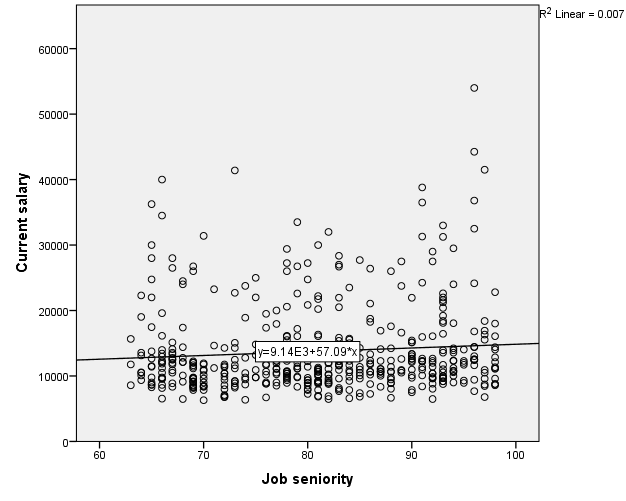 R² Linear = 0.007
60000
50000
40000
30000
20000
10000
0
Current salary
y=9.14E3+57.09*x
60 70 80 90 100
Job seniority